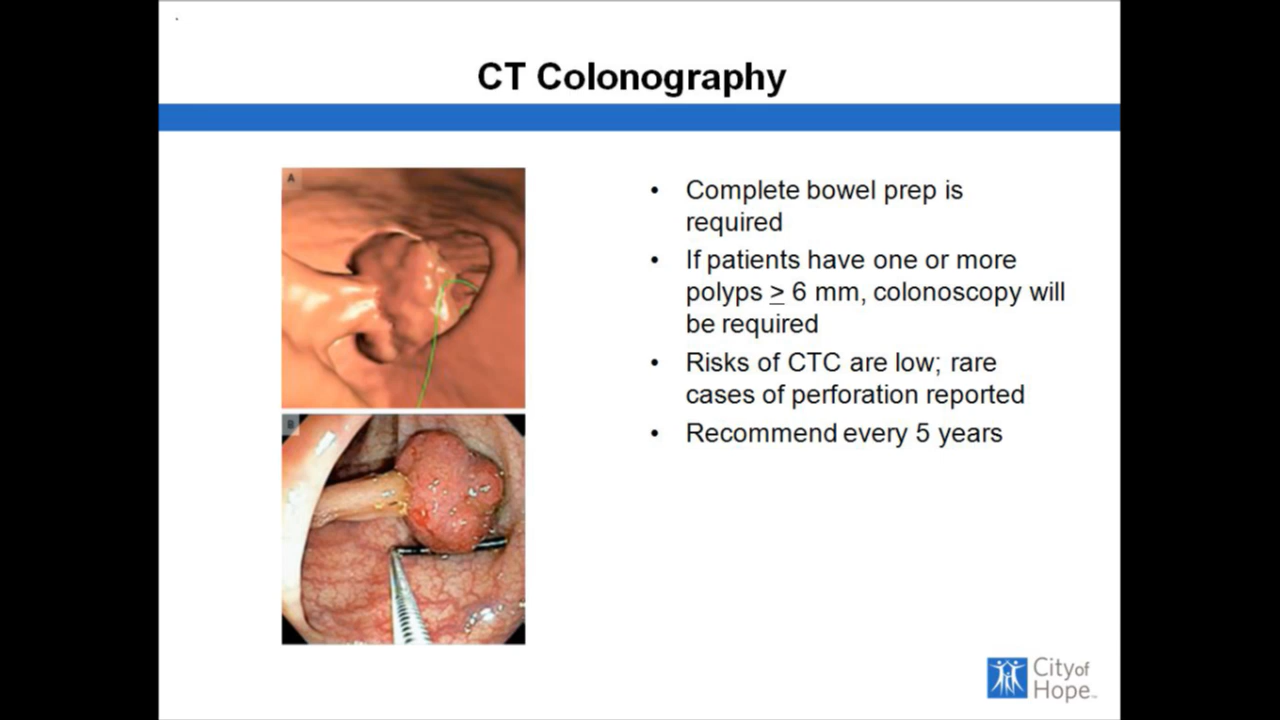 CT Colonography
A
B
• Complete bowel prep is
required
• If patients have one or more
polyps ≥ 6 mm, colonoscopy will
be required
• Risks of CTC are low; rare
cases of perforation reported
• Recommend every 5 years
City of
Hope™